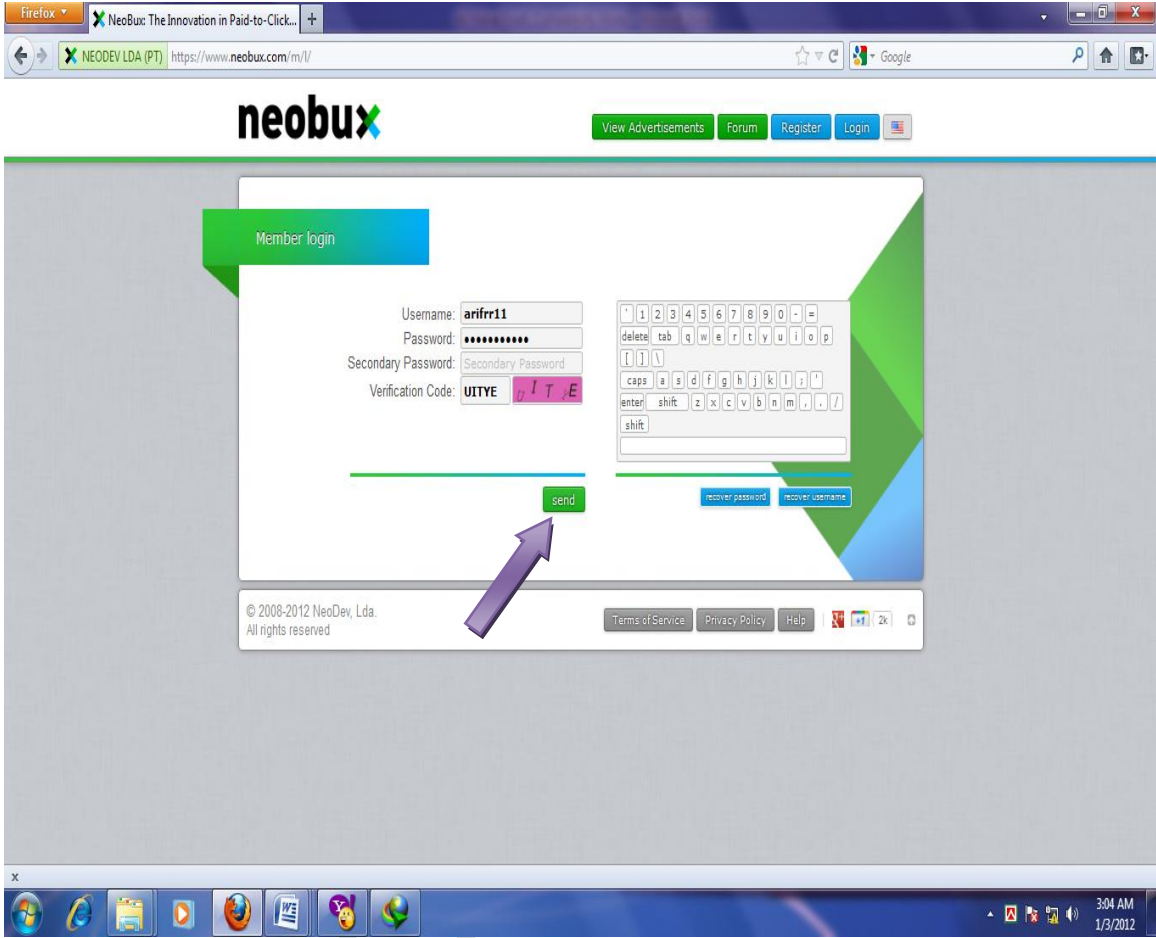 Firefox
NeoBux: The Innovation in Paid-to-Click...
NEODEV LDA (PT) https://www.neobux.com/m/l/
Google
neobux
View Advertisements Forum Register Login
Member login
Username: arifrr11
Password: •••••••••••
Secondary Password: Secondary Password
Verification Code: UITYE
` 1 2 3 4 5 6 7 8 9 0 - =
delete tab q w e r t y u i o p
[ ] \
caps a s d f g h j k l ; '
enter shift z x c v b n m , . /
shift
send
recover password recover username
© 2008-2012 NeoDev, Lda.
All rights reserved
Terms of Service Privacy Policy Help +1 2k
x
3:04 AM
1/3/2012